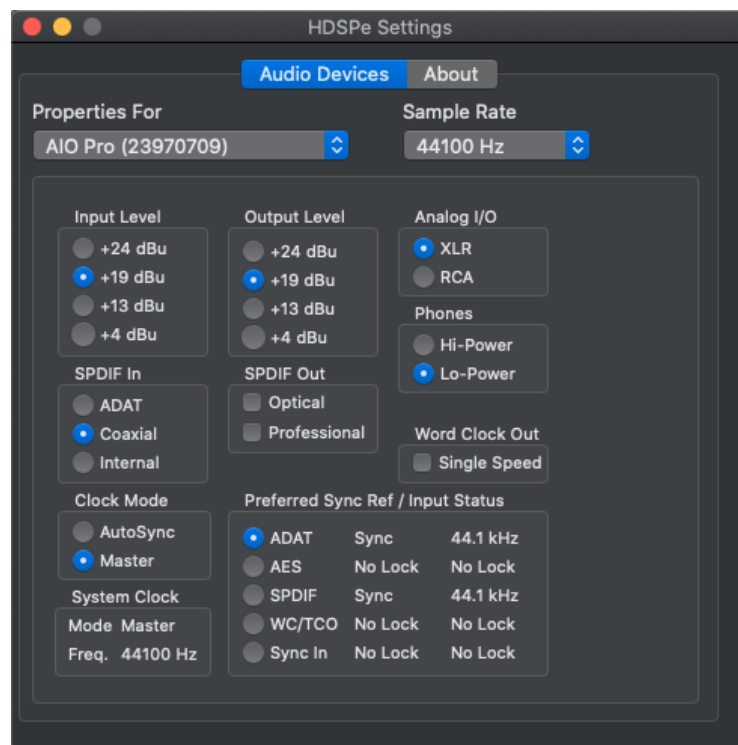 HDSPe Settings
Audio Devices About
Properties For
AIO Pro (23970709)
Sample Rate
44100 Hz
Input Level
+24 dBu
+19 dBu
+13 dBu
+4 dBu
Output Level
+24 dBu
+19 dBu
+13 dBu
+4 dBu
Analog I/O
XLR
RCA
Phones
Hi-Power
Lo-Power
SPDIF In
ADAT
Coaxial
Internal
SPDIF Out
Optical
Professional
Word Clock Out
Single Speed
Clock Mode
AutoSync
Master
System Clock
Mode Master
Freq. 44100 Hz
Preferred Sync Ref / Input Status
ADAT Sync 44.1 kHz
AES No Lock No Lock
SPDIF Sync 44.1 kHz
WC/TCO No Lock No Lock
Sync In No Lock No Lock